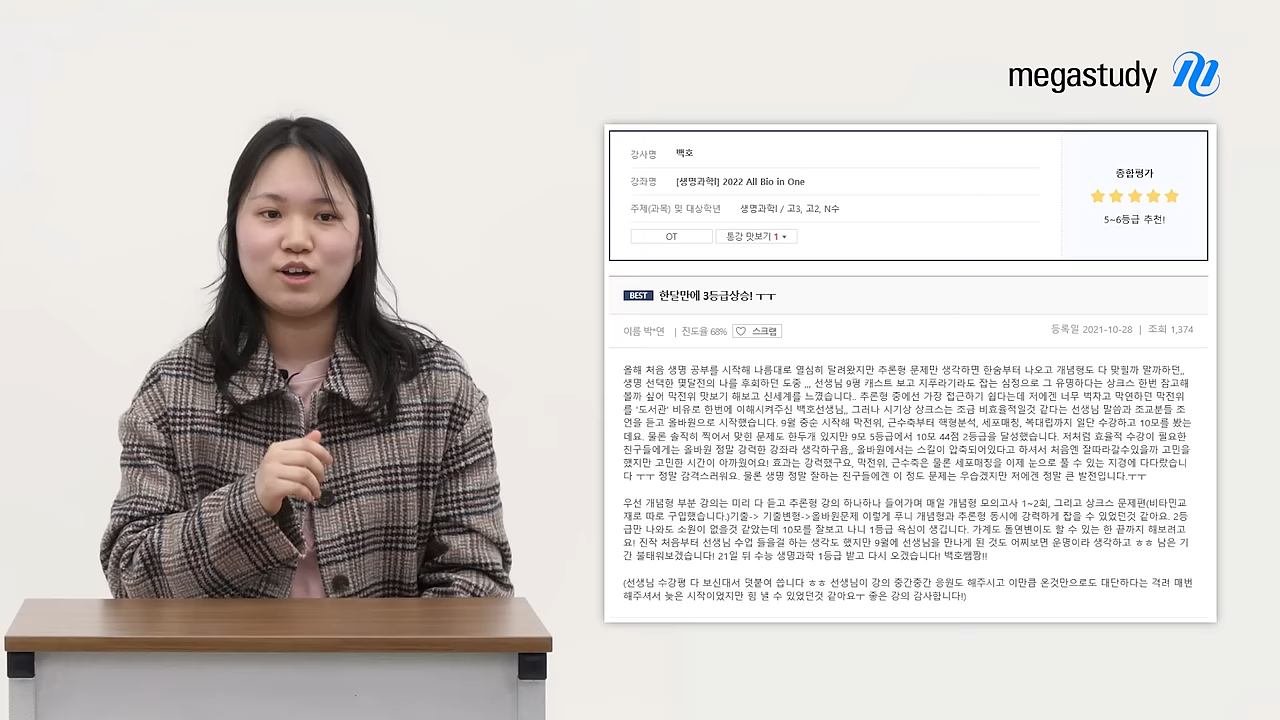 megastudy
강사명 백호
강좌명 [생명과학Ⅰ] 2022 All Bio in One
주제(과목) 및 대상학년 생명과학Ⅰ / 고3, 고2, N수
OT 통강 맛보기 1 ▾
종합평가
5~6등급 추천!
BEST 한달만에 3등급상승! ㅜㅜ
이름 박*연 | 진도율 68% ♡ 스크랩
등록일 2021-10-28 | 조회 1,374
올해 처음 생명 공부를 시작해 나름대로 열심히 달려왔지만 추론형 문제만 생각하면 한숨부터 나오고 개념형도 다 맞힐까 말까하던,,
생명 선택한 몇달전의 나를 후회하던 도중 ,,, 선생님 9평 캐스트 보고 지푸라기라도 잡는 심정으로 그 유명하다는 상크스 한번 참고해
볼까 싶어 막전위 맛보기 해보고 신세계를 느꼈습니다.. 추론형 중에선 가장 접근하기 쉽다는데 저에겐 너무 벅차고 막연하던 막전위
를 '도서관' 비유로 한번에 이해시켜주신 백호선생님,, 그러나 시기상 상크스는 조금 비효율적일것 같다는 선생님 말씀과 조교분들 조
언을 듣고 올바원으로 시작했습니다. 9월 중순 시작해 막전위, 근수축부터 핵형분석, 세포매칭, 복대립까지 일단 수강하고 10모를 봤는
데요. 물론 솔직히 찍어서 맞힌 문제도 한두개 있지만 9모 5등급에서 10모 44점 2등급을 달성했습니다. 저처럼 효율적 수강이 필요한
친구들에게는 올바원 정말 강력한 강좌라 생각하구욤,, 올바원에서는 스킬이 압축되어있다고 하셔서 처음엔 잘따라갈수있을까 고민을
했지만 고민한 시간이 아까웠어요! 효과는 강력했구요, 막전위, 근수축은 물론 세포매칭을 이제 눈으로 풀 수 있는 지경에 다다랐습니
다 ㅜㅜ 정말 감격스러워요. 물론 생명 정말 잘하는 친구들에겐 이 정도 문제는 우습겠지만 저에겐 정말 큰 발전입니다.ㅜㅜ
우선 개념형 부분 강의는 미리 다 듣고 추론형 강의 하나하나 들어가며 매일 개념형 모의고사 1~2회, 그리고 상크스 문제편(비타민교
재로 따로 구입했습니다.)기출-> 기출변형->올바원문제 이렇게 푸니 개념형과 추론형 동시에 강력하게 잡을 수 있었던것 같아요. 2등
급만 나와도 소원이 없을것 같았는데 10모를 잘보고 나니 1등급 욕심이 생깁니다. 가계도 돌연변이도 할 수 있는 한 끝까지 해보려고
요! 진작 처음부터 선생님 수업 들을걸 하는 생각도 했지만 9월에 선생님을 만나게 된 것도 어찌보면 운명이라 생각하고 ㅎㅎ 남은 기
간 불태워보겠습니다! 21일 뒤 수능 생명과학 1등급 받고 다시 오겠습니다! 백호쌤짱!!
(선생님 수강평 다 보신대서 덧붙여 씁니다 ㅎㅎ 선생님이 강의 중간중간 응원도 해주시고 이만큼 온것만으로도 대단하다는 격려 매번
해주셔서 늦은 시작이었지만 힘 낼 수 있었던것 같아요ㅜ 좋은 강의 감사합니다!)